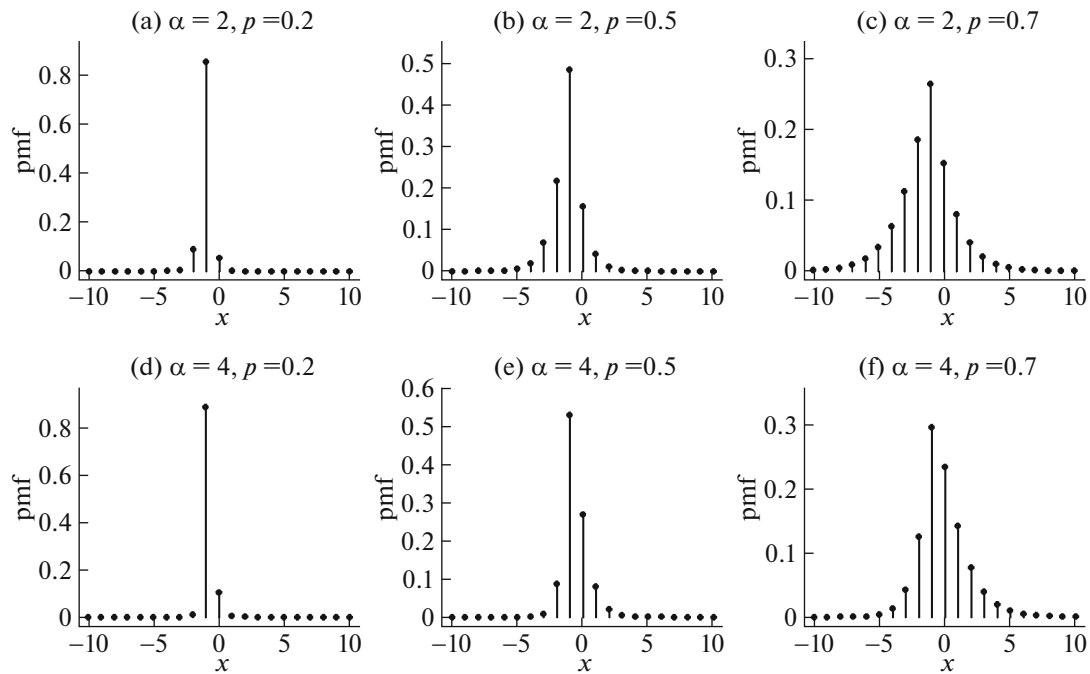 (a) α = 2, p =0.2
0.8
0.6
0.4
0.2
0
pmf
−10 −5 0 5 10
x
(b) α = 2, p =0.5
0.5
0.4
0.3
0.2
0.1
0
pmf
−10 −5 0 5 10
x
(c) α = 2, p =0.7
0.3
0.2
0.1
0
pmf
−10 −5 0 5 10
x
(d) α = 4, p =0.2
0.8
0.6
0.4
0.2
0
pmf
−10 −5 0 5 10
x
(e) α = 4, p =0.5
0.6
0.5
0.4
0.3
0.2
0.1
0
pmf
−10 −5 0 5 10
x
(f) α = 4, p =0.7
0.3
0.2
0.1
0
pmf
−10 −5 0 5 10
x